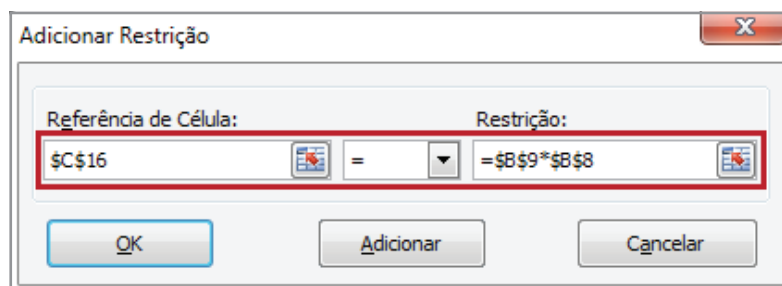 Adicionar Restrição
Referência de Célula: Restrição:
$C$16 = =$B$9*$B$8
OK Adicionar Cancelar